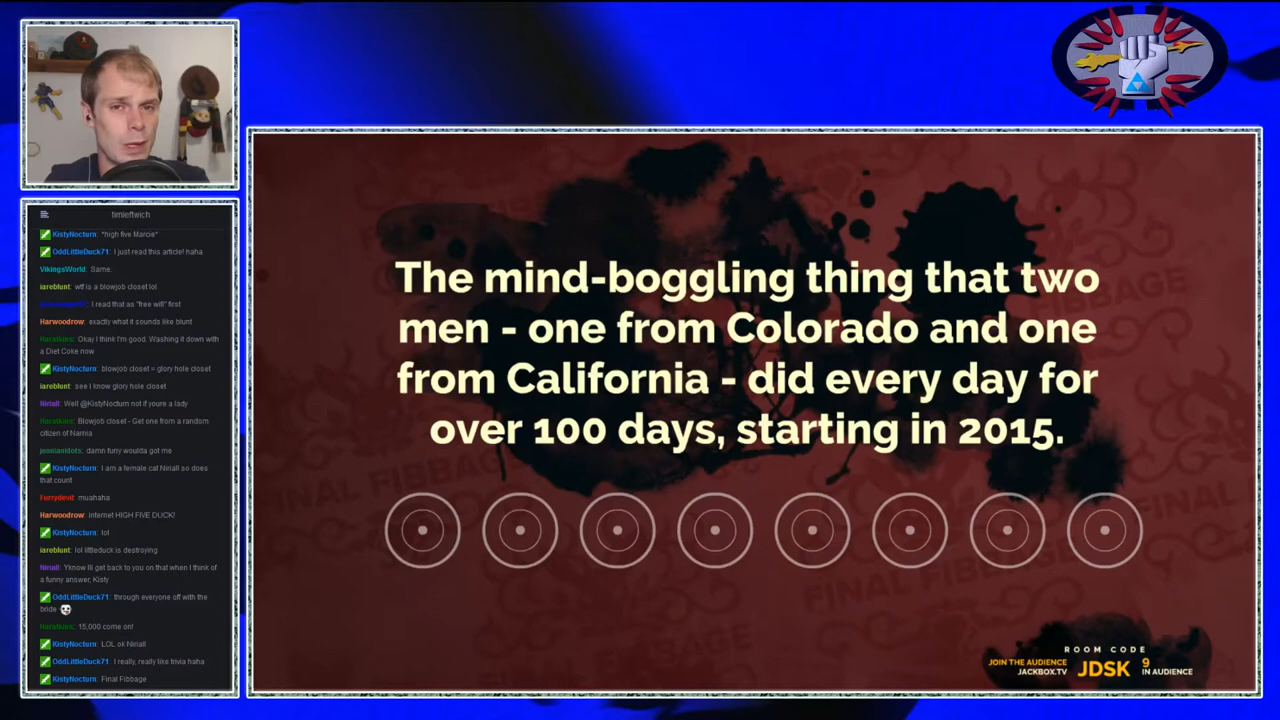 timleftwich
KistyNocturn: *high five Marcie*
OddLittleDuck71: I just read this article! haha
VikingsWorld: Same.
iareblunt: wtf is a blowjob closet lol
I read that as "free wifi" first
Harwoodrow: exactly what it sounds like blunt
Haratkins: Okay I think I'm good. Washing it down with
a Diet Coke now
KistyNocturn: blowjob closet = glory hole closet
iareblunt: see I know glory hole closet
Niriall: Well @KistyNocturn not if youre a lady
Haratkins: Blowjob closet - Get one from a random
citizen of Narnia
jennianidots: damn furry woulda got me
KistyNocturn: I am a female cat Niriall so does
that count
Furrydevil: muahaha
Harwoodrow: internet HIGH FIVE DUCK!
KistyNocturn: lol
iareblunt: lol littleduck is destroying
Niriall: Yknow Ill get back to you on that when I think of
a funny answer, Kisty
OddLittleDuck71: through everyone off with the
bride
Haratkins: 15,000 come on!
KistyNocturn: LOL ok Niriall
OddLittleDuck71: I really, really like trivia haha
KistyNocturn: Final Fibbage
The mind-boggling thing that two
men - one from Colorado and one
from California - did every day for
over 100 days, starting in 2015.
ROOM CODE
JOIN THE AUDIENCE
JACKBOX.TV
JDSK
9
IN AUDIENCE